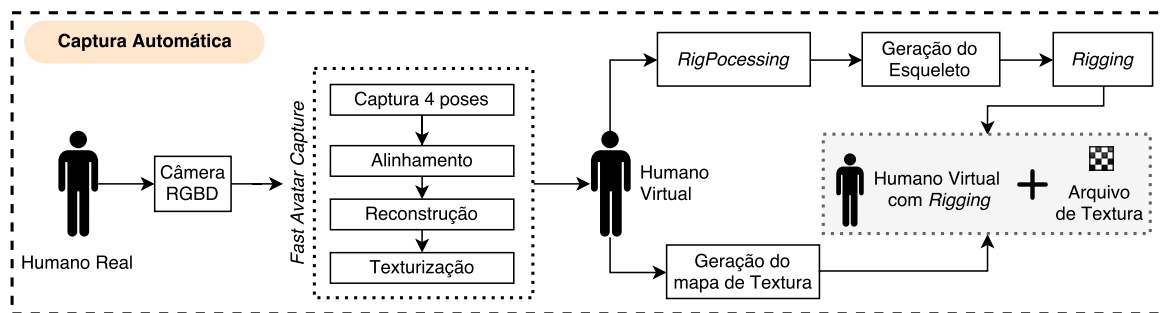 Captura Automática
Humano Real
Câmera
RGBD
Fast Avatar Capture
Captura 4 poses
Alinhamento
Reconstrução
Texturização
Humano
Virtual
RigPocessing
Geração do
Esqueleto
Rigging
Humano Virtual
com Rigging
Arquivo
de Textura
Geração do
mapa de Textura